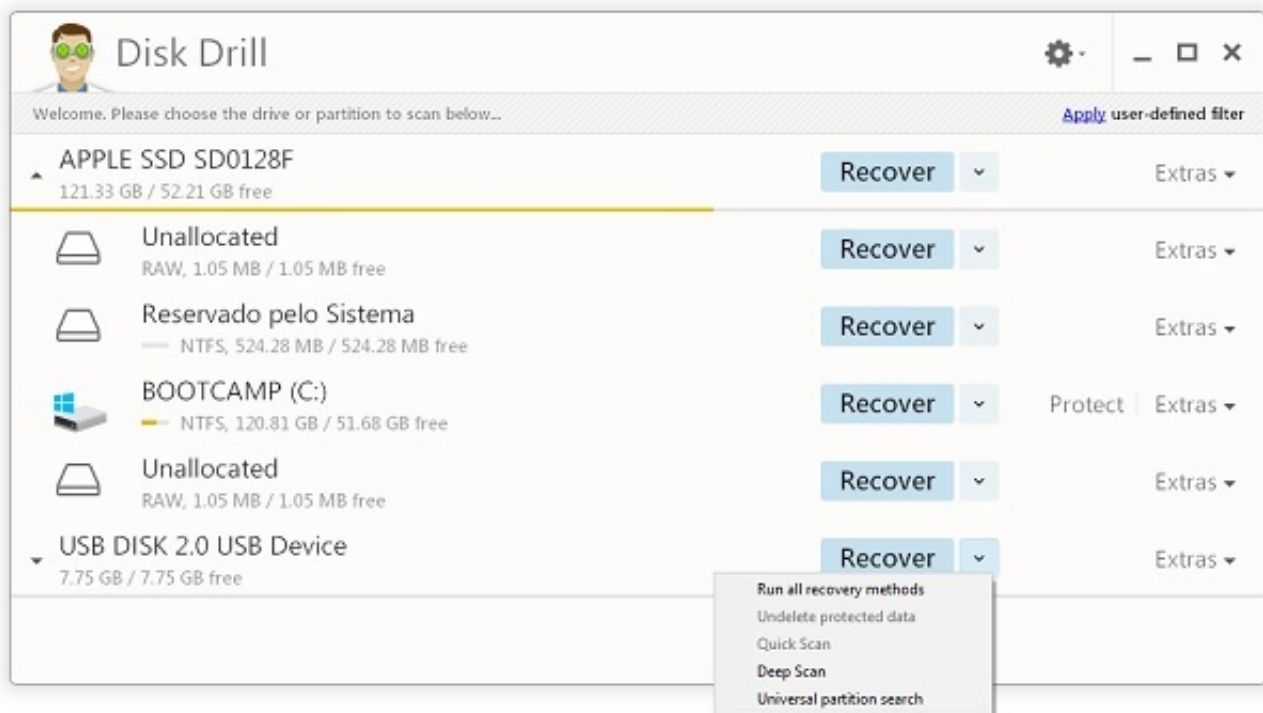 Disk Drill
Welcome. Please choose the drive or partition to scan below...
Apply user-defined filter
APPLE SSD SD0128F
121.33 GB / 52.21 GB free
Recover
Extras
Unallocated
RAW, 1.05 MB / 1.05 MB free
Recover
Extras
Reservado pelo Sistema
NTFS, 524.28 MB / 524.28 MB free
Recover
Extras
BOOTCAMP (C:)
NTFS, 120.81 GB / 51.68 GB free
Recover
Protect
Extras
Unallocated
RAW, 1.05 MB / 1.05 MB free
Recover
Extras
USB DISK 2.0 USB Device
7.75 GB / 7.75 GB free
Recover
Extras
Run all recovery methods
Undelete protected data
Quick Scan
Deep Scan
Universal partition search